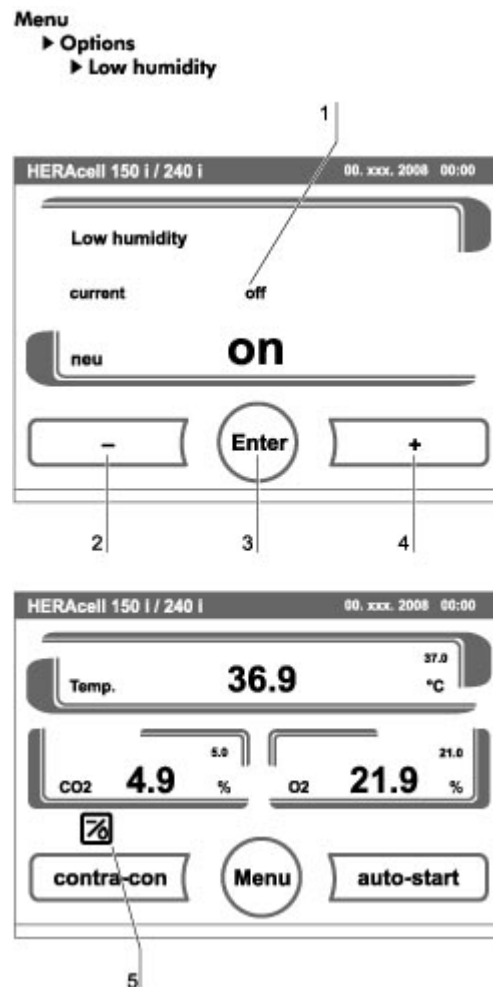 Menu
▶ Options
▶ Low humidity
1
HERAcell 150 i / 240 i 00. xxx. 2008 00:00
Low humidity
current off
neu on
– Enter +
2 3 4
HERAcell 150 i / 240 i 00. xxx. 2008 00:00
37.0
Temp. 36.9 °C
5.0 21.0
CO2 4.9 % O2 21.9 %
contra-con Menu auto-start
5